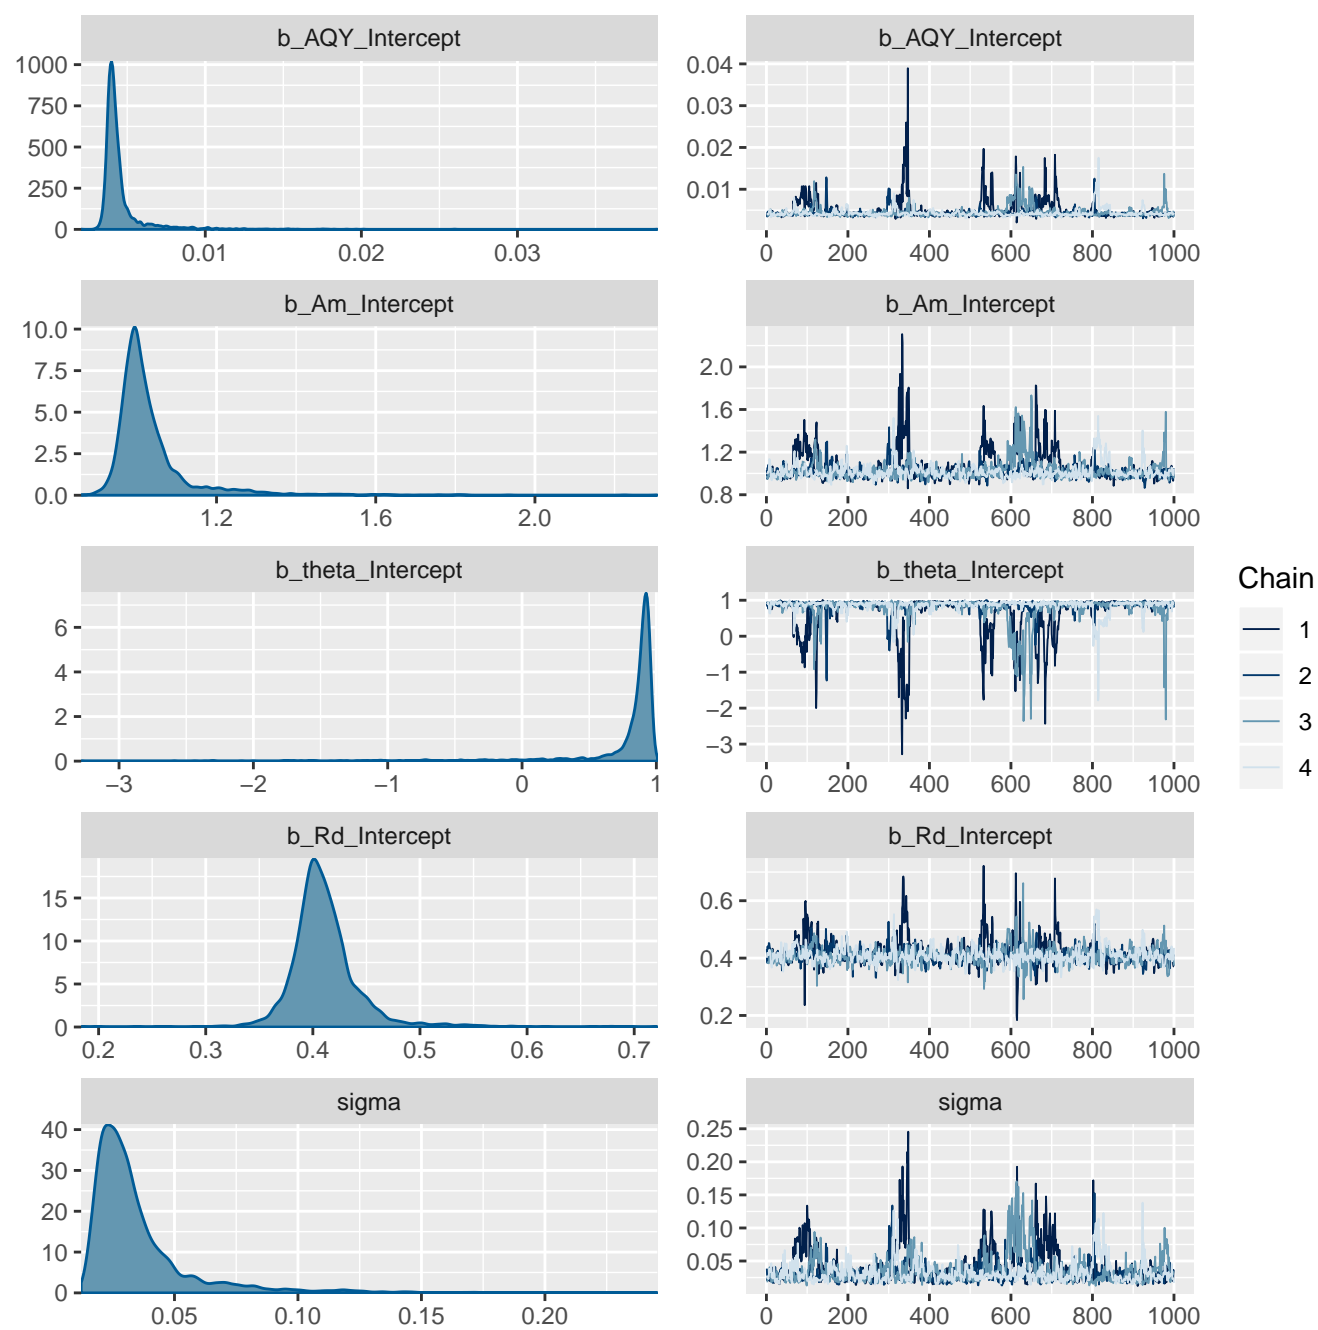 b_AQY_Intercept
1000
750
500
250
0
0.01 0.02 0.03
b_AQY_Intercept
0.04
0.03
0.02
0.01
0 200 400 600 800 1000
b_Am_Intercept
10.0
7.5
5.0
2.5
0.0
1.2 1.6 2.0
b_Am_Intercept
2.0
1.6
1.2
0.8
0 200 400 600 800 1000
b_theta_Intercept
6
4
2
0
−3 −2 −1 0 1
b_theta_Intercept
1
0
−1
−2
−3
0 200 400 600 800 1000
b_Rd_Intercept
15
10
5
0
0.2 0.3 0.4 0.5 0.6 0.7
b_Rd_Intercept
0.6
0.4
0.2
0 200 400 600 800 1000
sigma
40
30
20
10
0
0.05 0.10 0.15 0.20
sigma
0.25
0.20
0.15
0.10
0.05
0 200 400 600 800 1000
Chain
1
2
3
4